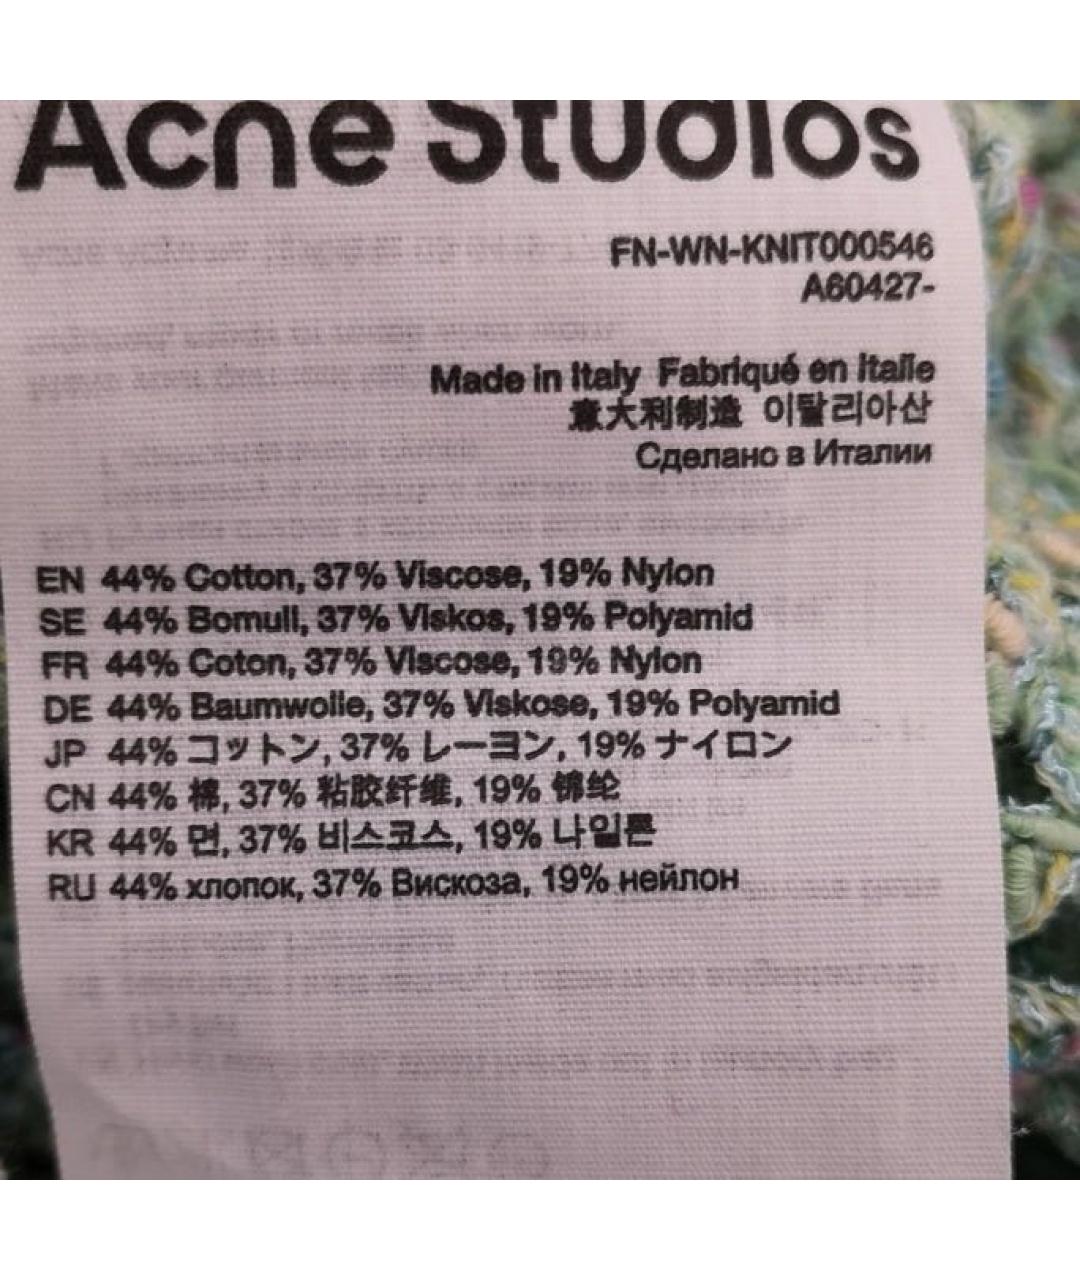 Acne Studios
FN-WN-KNIT000546
A60427-
Made in Italy Fabriqué en Italie
意大利制造 이탈리아산
Сделано в Италии
EN 44% Cotton, 37% Viscose, 19% Nylon
SE 44% Bomull, 37% Viskos, 19% Polyamid
FR 44% Coton, 37% Viscose, 19% Nylon
DE 44% Baumwolle, 37% Viskose, 19% Polyamid
JP 44% コットン, 37% レーヨン, 19% ナイロン
CN 44% 棉, 37% 粘胶纤维, 19% 锦纶
KR 44% 면, 37% 비스코스, 19% 나일론
RU 44% хлопок, 37% Вискоза, 19% нейлон